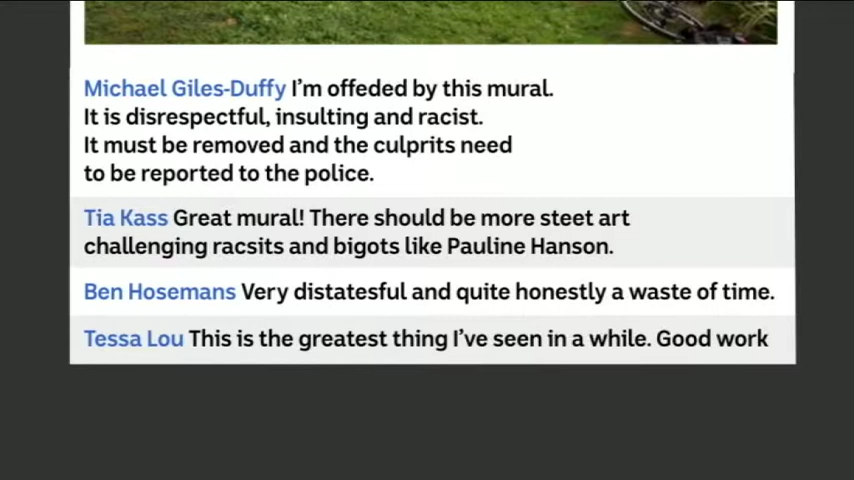 Michael Giles-Duffy I'm offeded by this mural.
It is disrespectful, insulting and racist.
It must be removed and the culprits need
to be reported to the police.
Tia Kass Great mural! There should be more steet art
challenging racsits and bigots like Pauline Hanson.
Ben Hosemans Very distatesful and quite honestly a waste of time.
Tessa Lou This is the greatest thing I've seen in a while. Good work